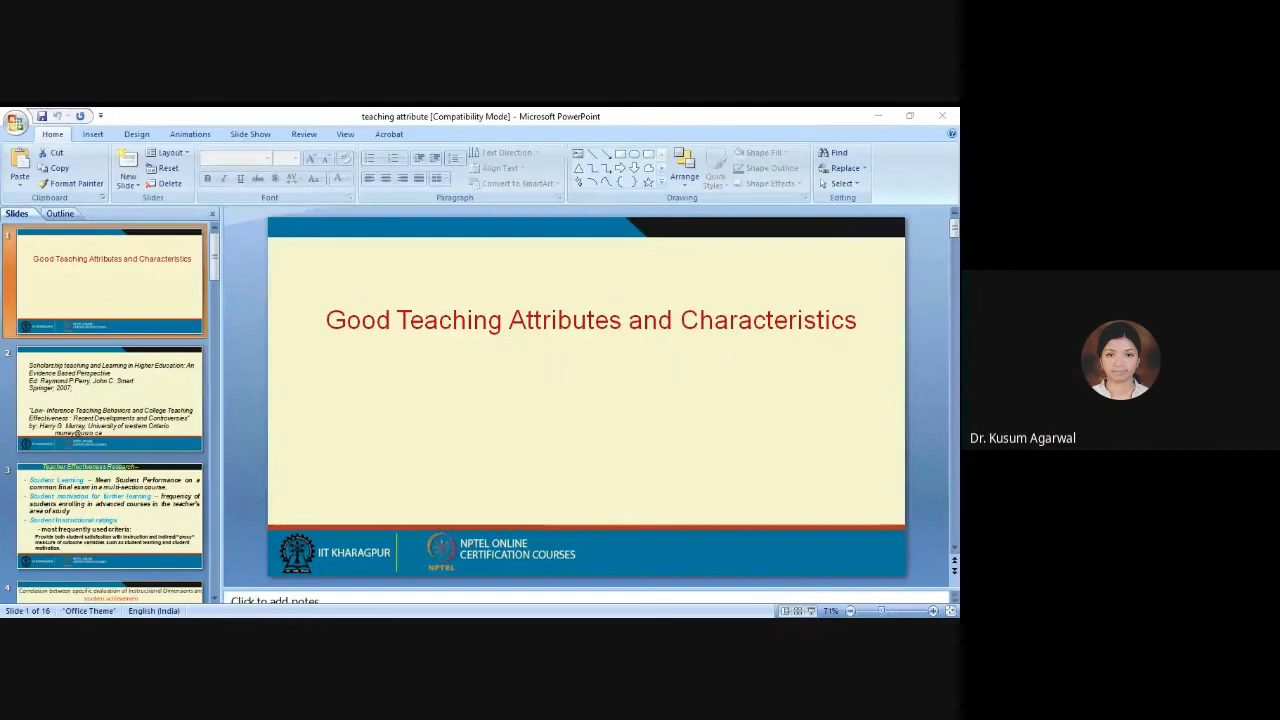 teaching attribute [Compatibility Mode] - Microsoft PowerPoint
Home Insert Design Animations Slide Show Review View Acrobat
Paste
Cut
Copy
Format Painter
Clipboard
New Slide
Layout
Reset
Delete
Slides
Font
Text Direction
Align Text
Convert to SmartArt
Paragraph
Arrange
Quick Styles
Shape Fill
Shape Outline
Shape Effects
Drawing
Find
Replace
Select
Editing
Slides Outline
1
Good Teaching Attributes and Characteristics
IIT KHARAGPUR
2
Scholarship teaching and Learning in Higher Education: An
Evidence Based Perspective
Ed: Raymond P Perry, John C. Smart
Springer, 2007;
"Low- Inference Teaching Behaviors and College Teaching
Effectiveness : Recent Developments and Controversies"
by: Harry G. Murray, University of western Ontario
murray@uwo.ca
3
Teacher Effectiveness Research–
- Student Learning – Mean Student Performance on a
common final exam in a multi-section course.
- Student motivation for further learning – frequency of
students enrolling in advanced courses in the teacher's
area of study
- Student Instructional ratings
- most frequently used criteria:
Provide both student satisfaction with instruction and indirect/"proxy"
measure of outcome variables such as student learning and student
motivation.
4
Correlation between specific evaluation of Instructional Dimensions and
student achievement
Good Teaching Attributes and Characteristics
IIT KHARAGPUR
NPTEL
NPTEL ONLINE
CERTIFICATION COURSES
Click to add notes
Slide 1 of 16 "Office Theme" English (India) 71%
Dr. Kusum Agarwal